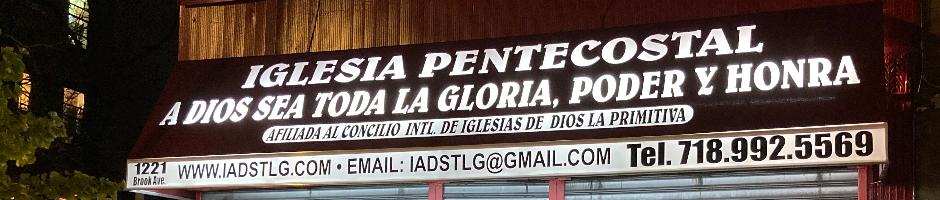 IGLESIA PENTECOSTAL
A DIOS SEA TODA LA GLORIA, PODER Y HONRA
AFILIADA AL CONCILIO INTL. DE IGLESIAS DE DIOS LA PRIMITIVA
1221
Brook Ave.
WWW.IADSTLG.COM • EMAIL: IADSTLG@GMAIL.COM Tel. 718.992.5569